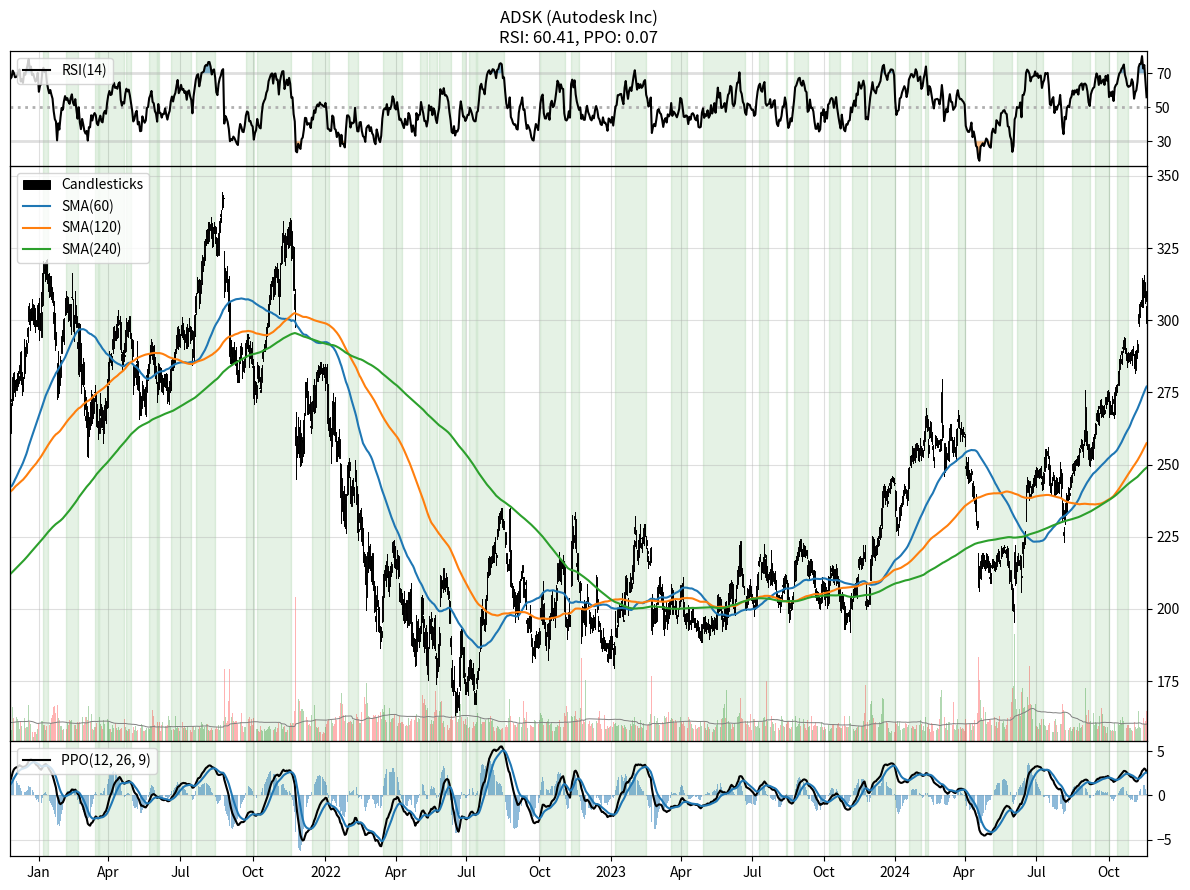 ADSK (Autodesk Inc)
RSI: 60.41, PPO: 0.07
RSI(14)
70
50
30
Candlesticks
SMA(60)
SMA(120)
SMA(240)
350
325
300
275
250
225
200
175
PPO(12, 26, 9)
5
0
−5
Jan Apr Jul Oct 2022 Apr Jul Oct 2023 Apr Jul Oct 2024 Apr Jul Oct